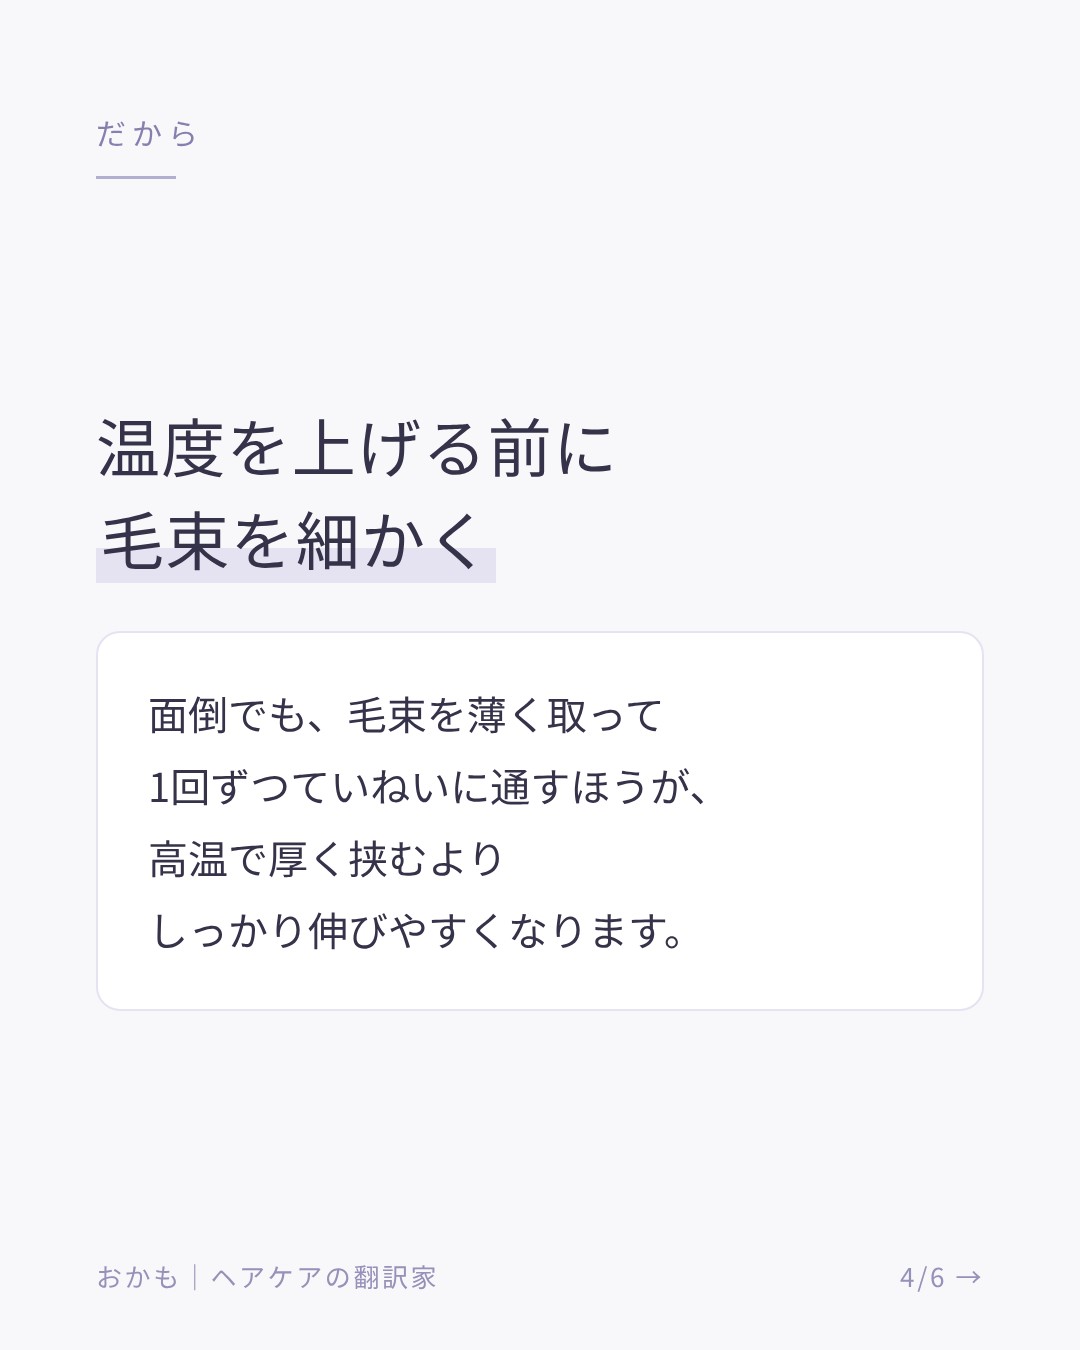 だから
温度を上げる前に
毛束を細かく
面倒でも、毛束を薄く取って
1回ずつていねいに通すほうが、
高温で厚く挟むより
しっかり伸びやすくなります。
おかも｜ヘアケアの翻訳家
4/6 →